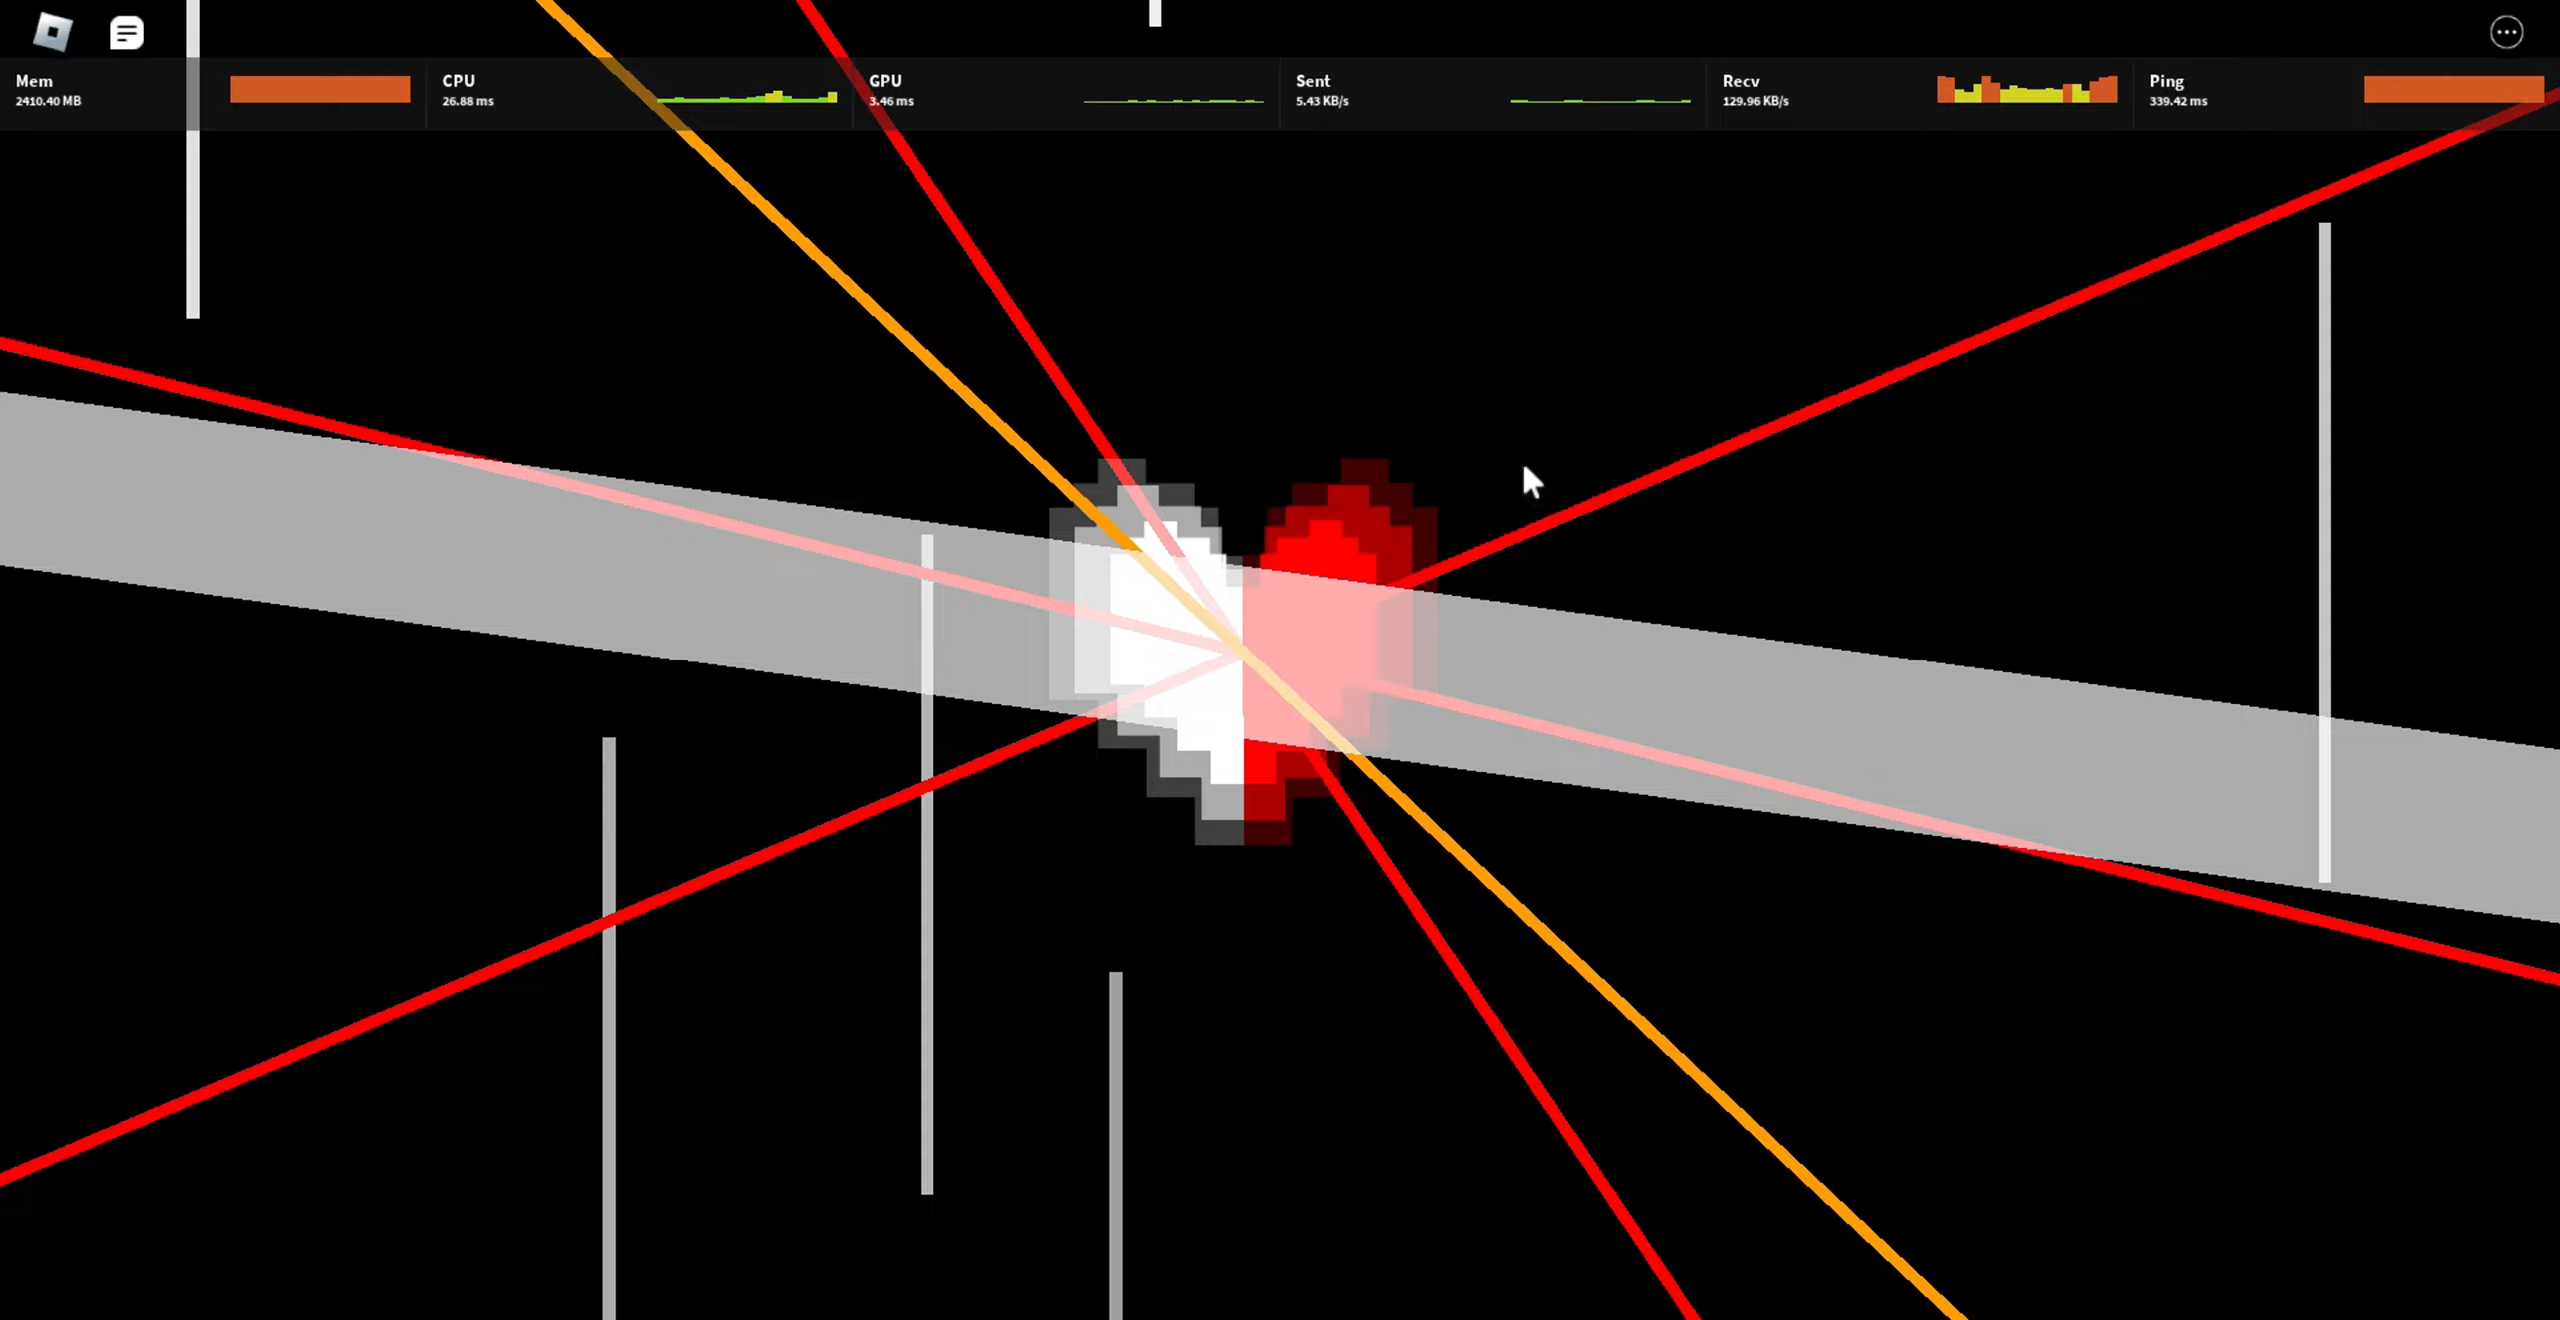 Mem
2410.40 MB
CPU
26.88 ms
GPU
3.46 ms
Sent
5.43 KB/s
Recv
129.96 KB/s
Ping
339.42 ms